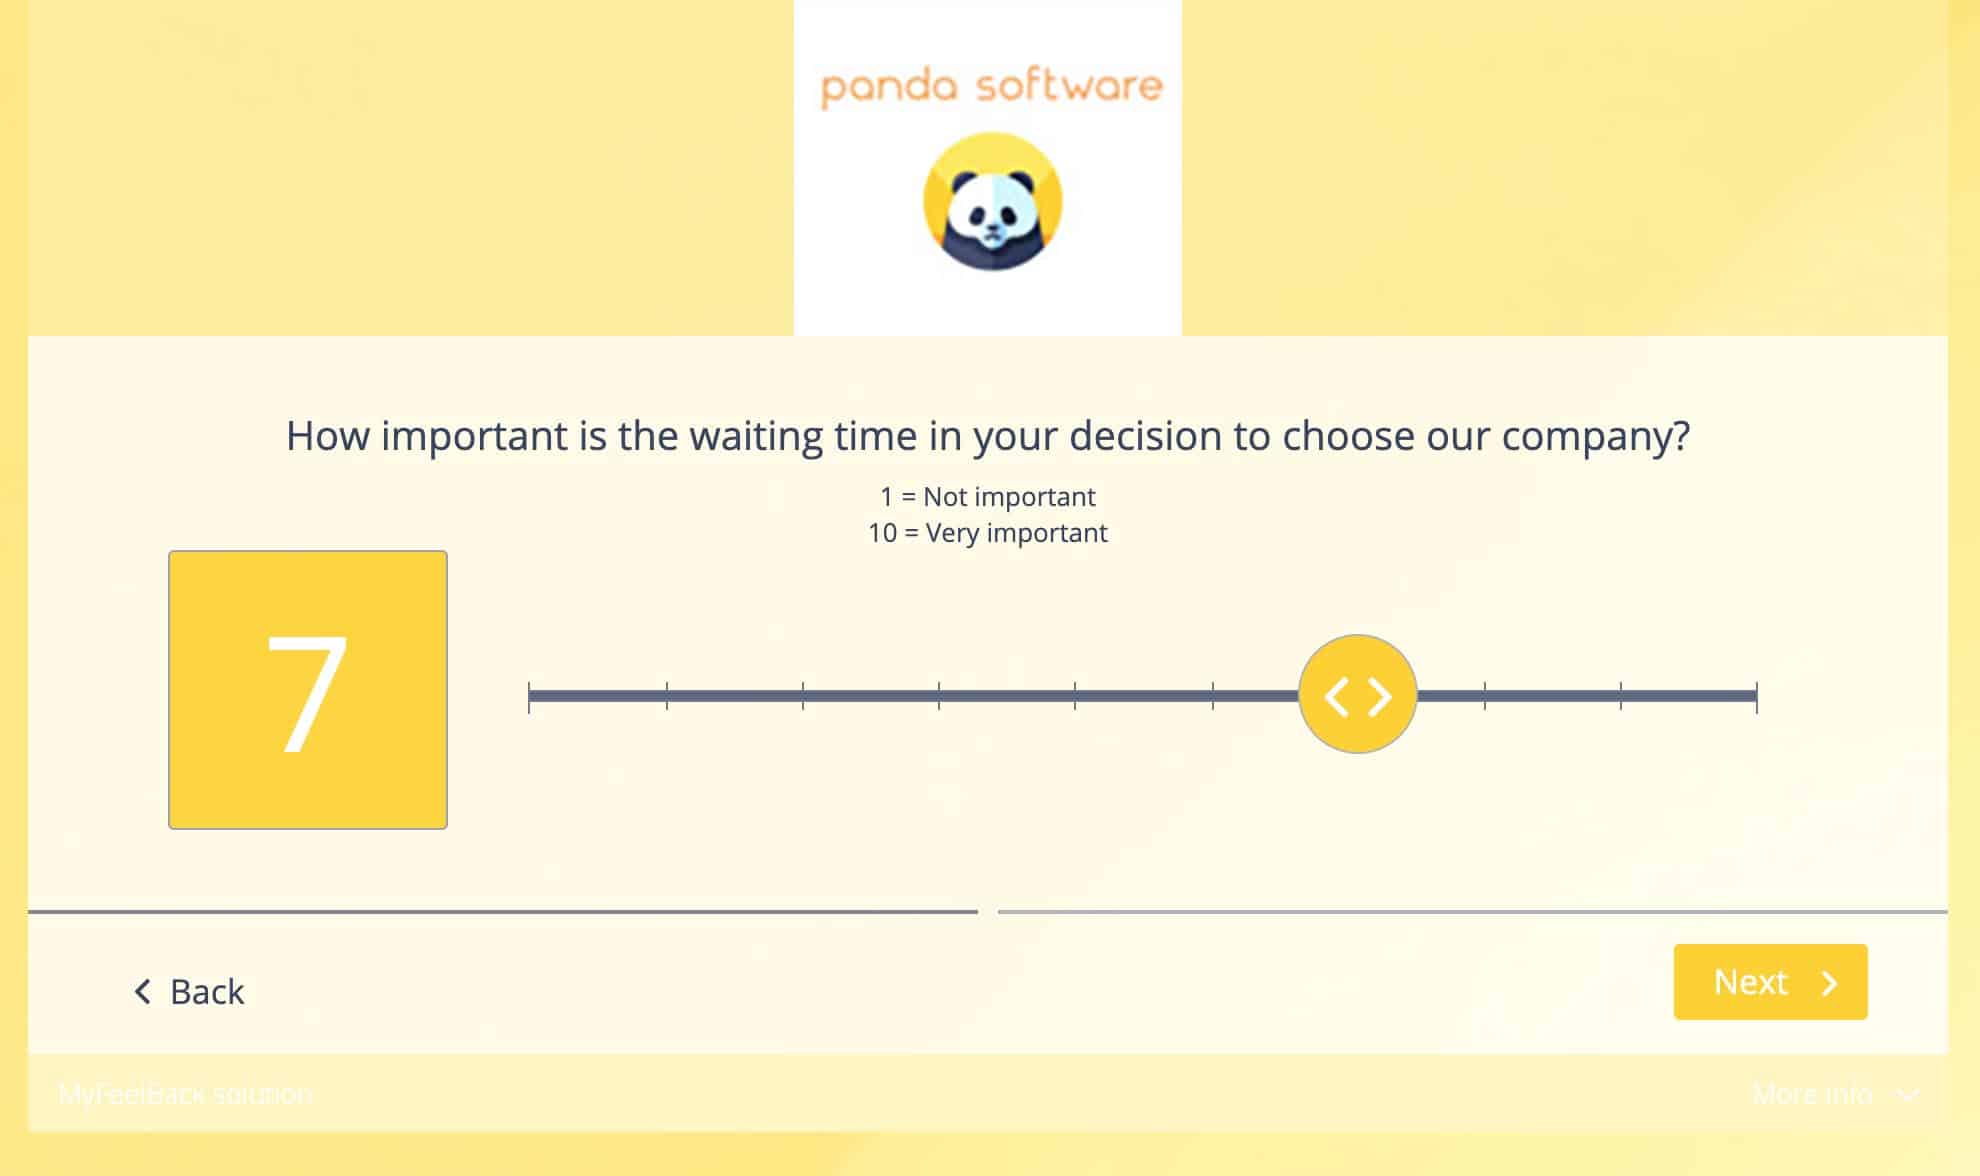 panda software
How important is the waiting time in your decision to choose our company?
1 = Not important
10 = Very important
7
Back
Next
MyFeelBack solution
More info